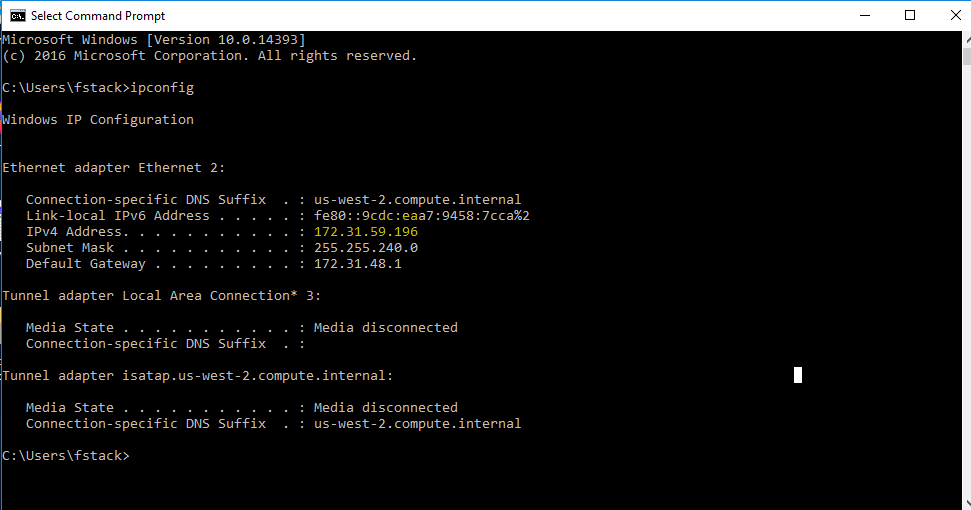 Select Command Prompt
Microsoft Windows [Version 10.0.14393]
(c) 2016 Microsoft Corporation. All rights reserved.
C:\Users\fstack>ipconfig
Windows IP Configuration
Ethernet adapter Ethernet 2:
Connection-specific DNS Suffix  . : us-west-2.compute.internal
Link-local IPv6 Address . . . . . : fe80::9cdc:eaa7:9458:7cca%2
IPv4 Address. . . . . . . . . . . : 172.31.59.196
Subnet Mask . . . . . . . . . . . : 255.255.240.0
Default Gateway . . . . . . . . . : 172.31.48.1
Tunnel adapter Local Area Connection* 3:
Media State . . . . . . . . . . . : Media disconnected
Connection-specific DNS Suffix  . :
Tunnel adapter isatap.us-west-2.compute.internal:
Media State . . . . . . . . . . . : Media disconnected
Connection-specific DNS Suffix  . : us-west-2.compute.internal
C:\Users\fstack>